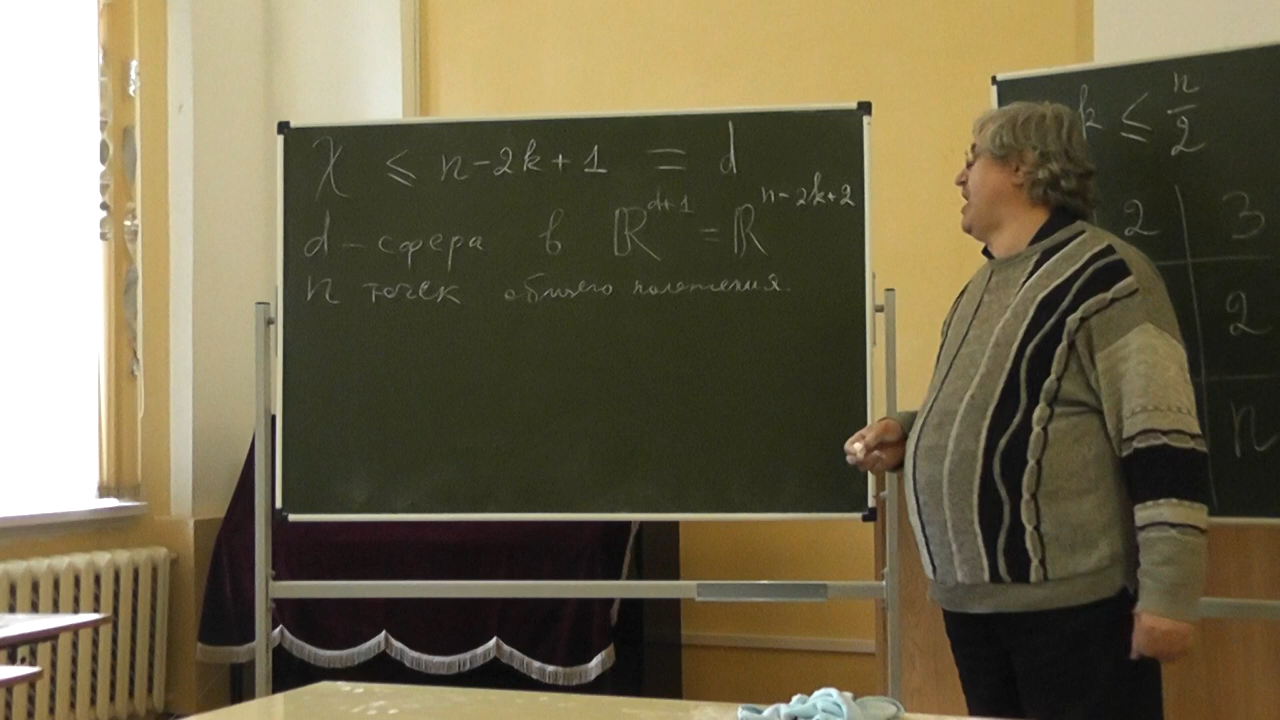 χ ≤ n-2k+1 = d
d - сфера в ℝ^{d+1} = ℝ^{n-2k+2}
n точек общего положения.
k ≤ n/2
2 3
2
n